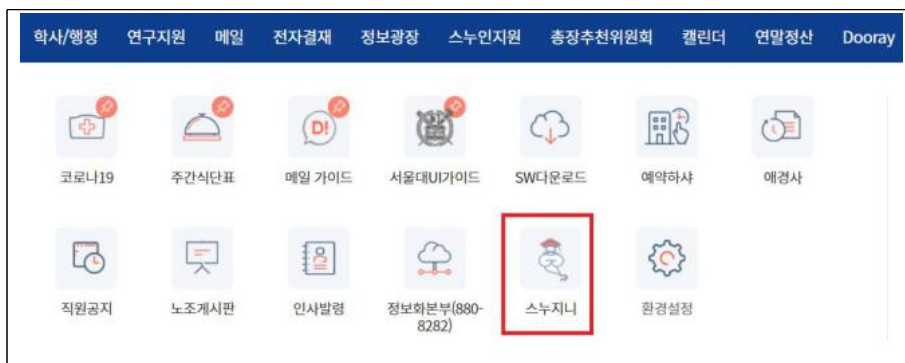 학사/행정 연구지원 메일 전자결재 정보광장 스누인지원 총장추천위원회 캘린더 연말정산 Dooray
D!
코로나19 주간식단표 메일 가이드 서울대UI가이드 SW다운로드 예약하샤 애경사
직원공지 노조게시판 인사발령 정보화본부(880-
8282) 스누지니 환경설정